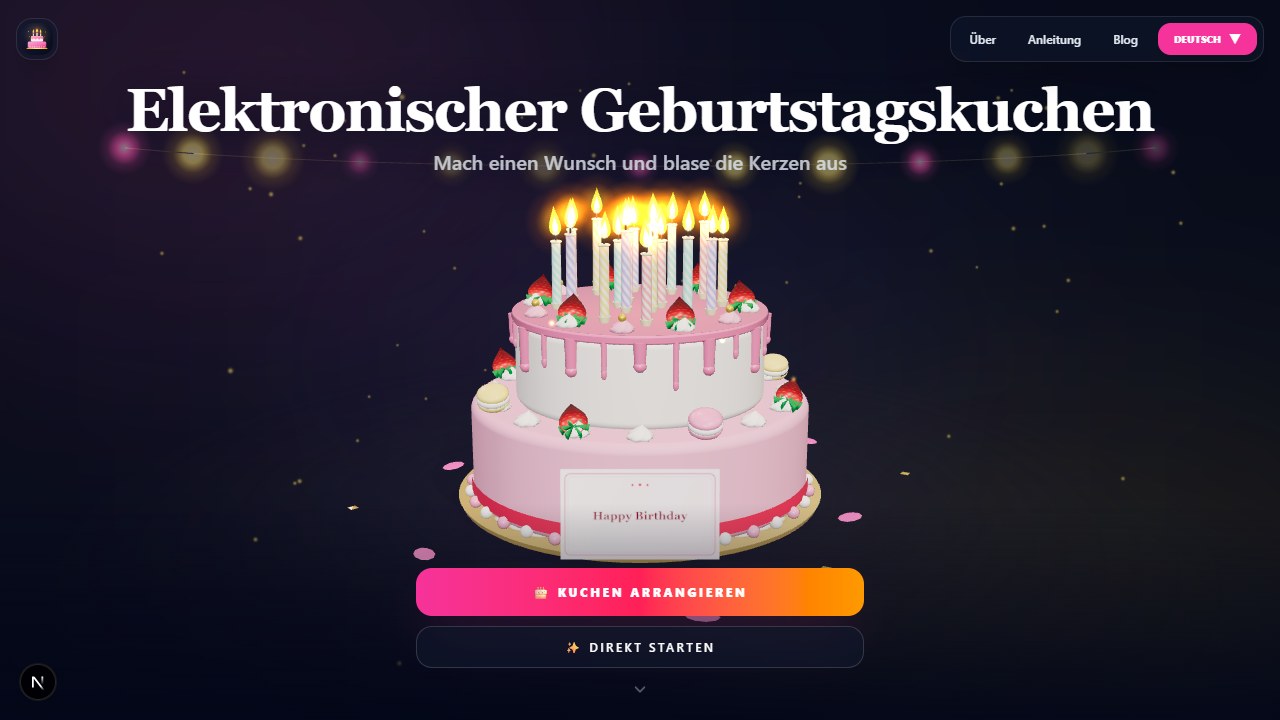 Über
Anleitung
Blog
DEUTSCH ▼
Elektronischer Geburtstagskuchen
Mach einen Wunsch und blase die Kerzen aus
Happy Birthday
KUCHEN ARRANGIEREN
DIREKT STARTEN
N